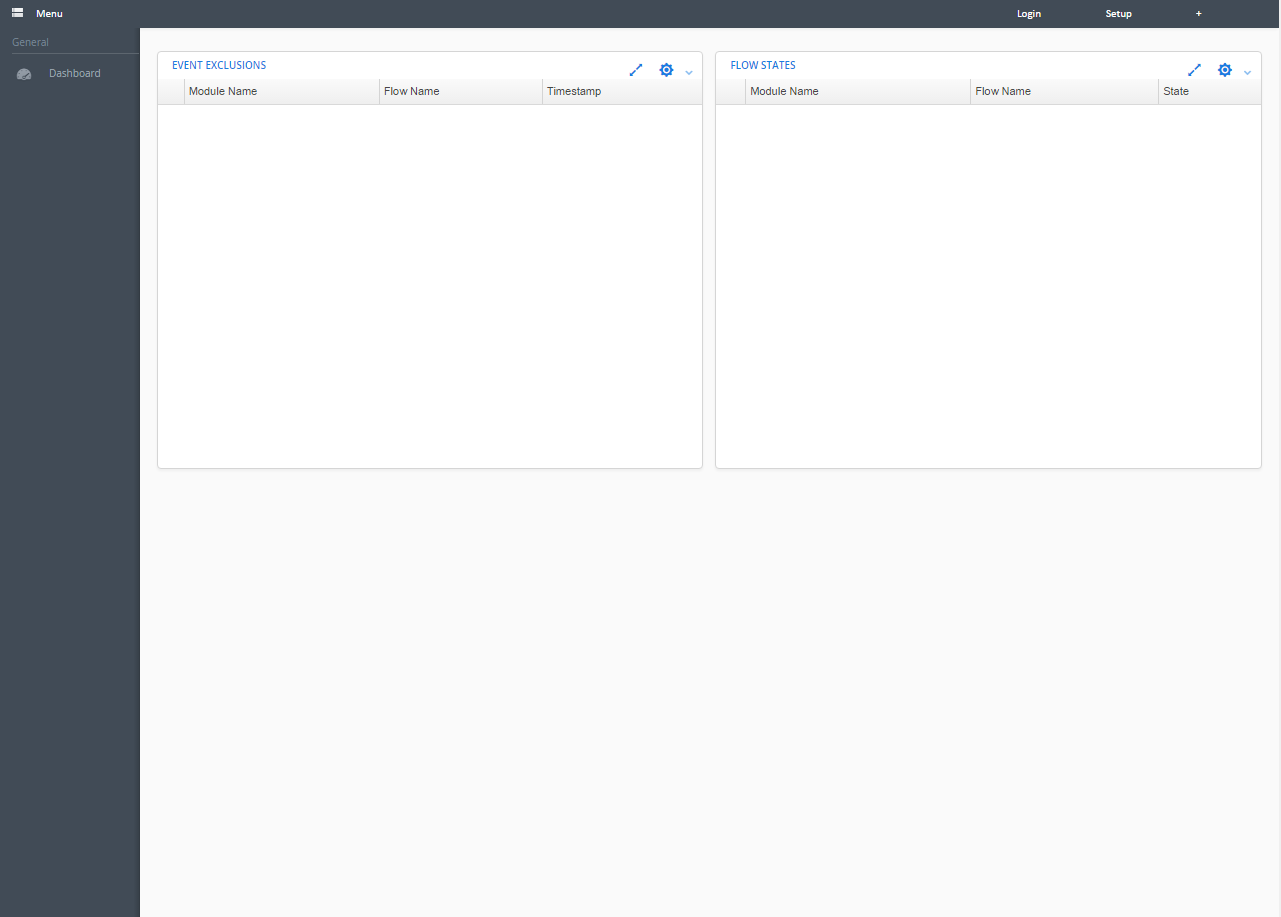 Menu
Login Setup +
General
Dashboard
EVENT EXCLUSIONS
Module Name Flow Name Timestamp
FLOW STATES
Module Name Flow Name State